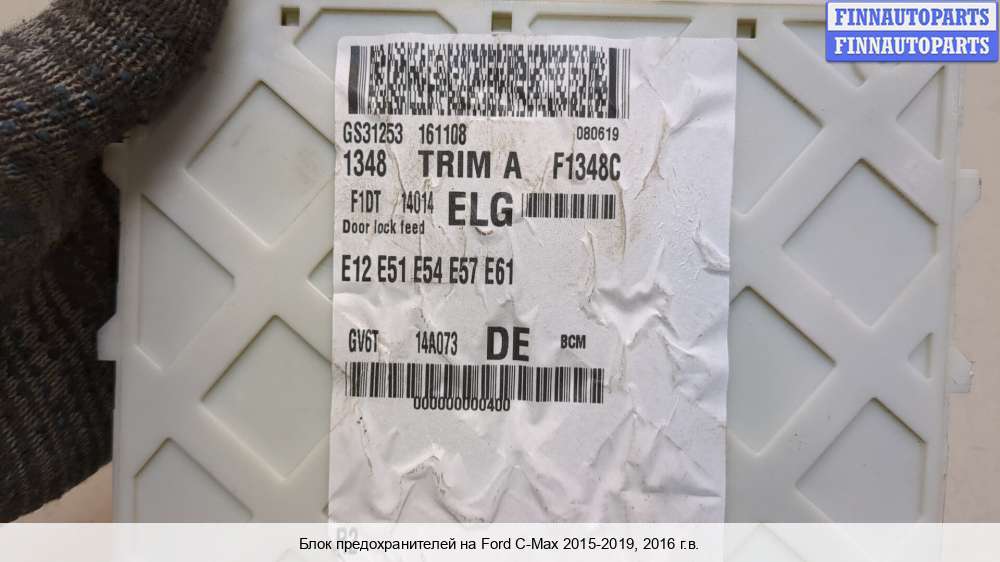 FINNAUTOPARTS
FINNAUTOPARTS
GS31253 161108 080619
1348 TRIM A F1348C
F1DT 14014 ELG
Door lock feed
E12 E51 E54 E57 E61
GV6T 14A073 DE BCM
000000000400
Блок предохранителей на Ford C-Max 2015-2019, 2016 г.в.